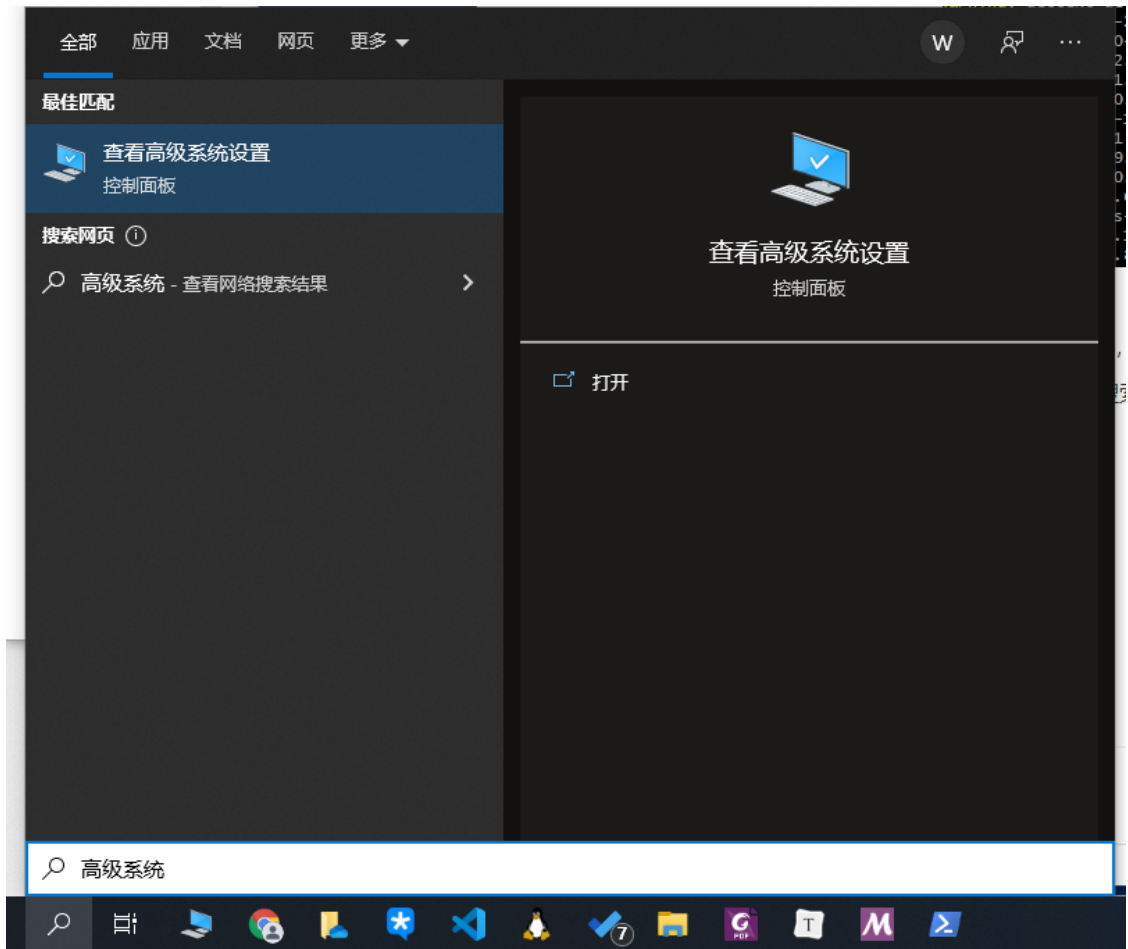 全部 应用 文档 网页 更多
W
最佳匹配
查看高级系统设置
控制面板
搜索网页
高级系统 - 查看网络搜索结果
查看高级系统设置
控制面板
打开
高级系统
7
G
PDF
T
M